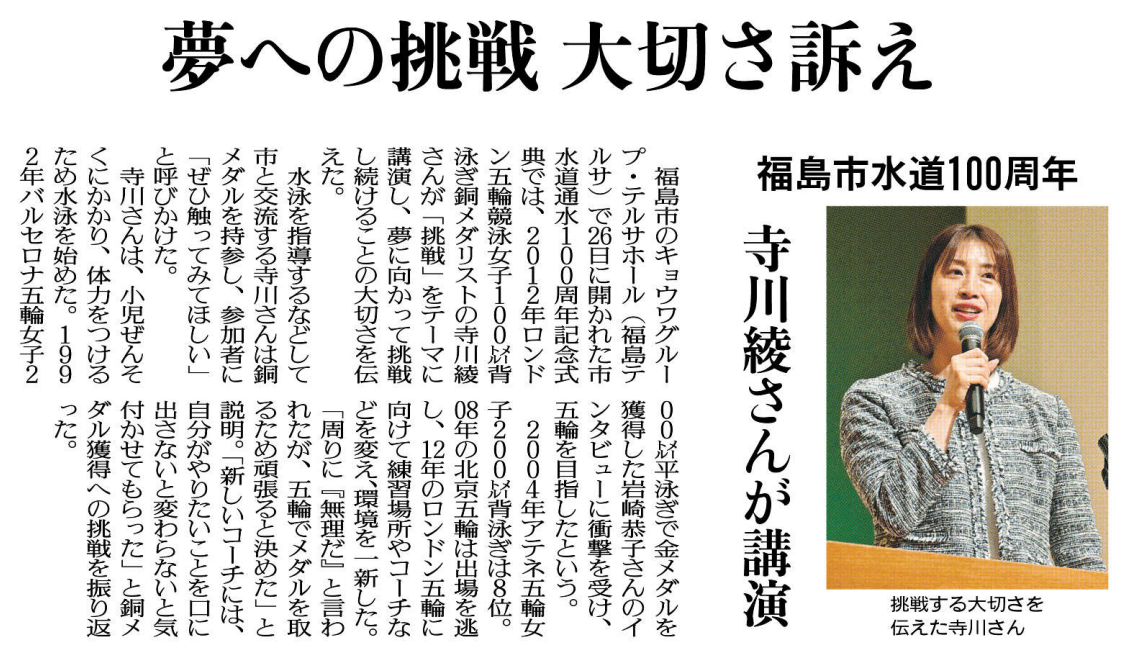 夢への挑戦 大切さ訴え
福島市水道100周年
寺川綾さんが講演
挑戦する大切さを
伝えた寺川さん
福島市のキョウワグルー
プ・テルサホール（福島テ
ルサ）で26日に開かれた市
水道通水１００周年記念式
典では、２０１２年ロンド
ン五輪競泳女子１００㍍背
泳ぎ銅メダリストの寺川綾
さんが「挑戦」をテーマに
講演し、夢に向かって挑戦
し続けることの大切さを伝
えた。
水泳を指導するなどして
市と交流する寺川さんは銅
メダルを持参し、参加者に
「ぜひ触ってみてほしい」
と呼びかけた。
寺川さんは、小児ぜんそ
くにかかり、体力をつける
ため水泳を始めた。１９９
２年バルセロナ五輪女子２
００㍍平泳ぎで金メダルを
獲得した岩崎恭子さんのイ
ンタビューに衝撃を受け、
五輪を目指したという。
２００４年アテネ五輪女
子２００㍍背泳ぎは８位。
08年の北京五輪は出場を逃
し、12年のロンドン五輪に
向けて練習場所やコーチな
どを変え、環境を一新した。
「周りに『無理だ』と言わ
れたが、五輪でメダルを取
るため頑張ると決めた」と
説明。「新しいコーチには、
自分がやりたいことを口に
出さないと変わらないと気
付かせてもらった」と銅メ
ダル獲得への挑戦を振り返
った。